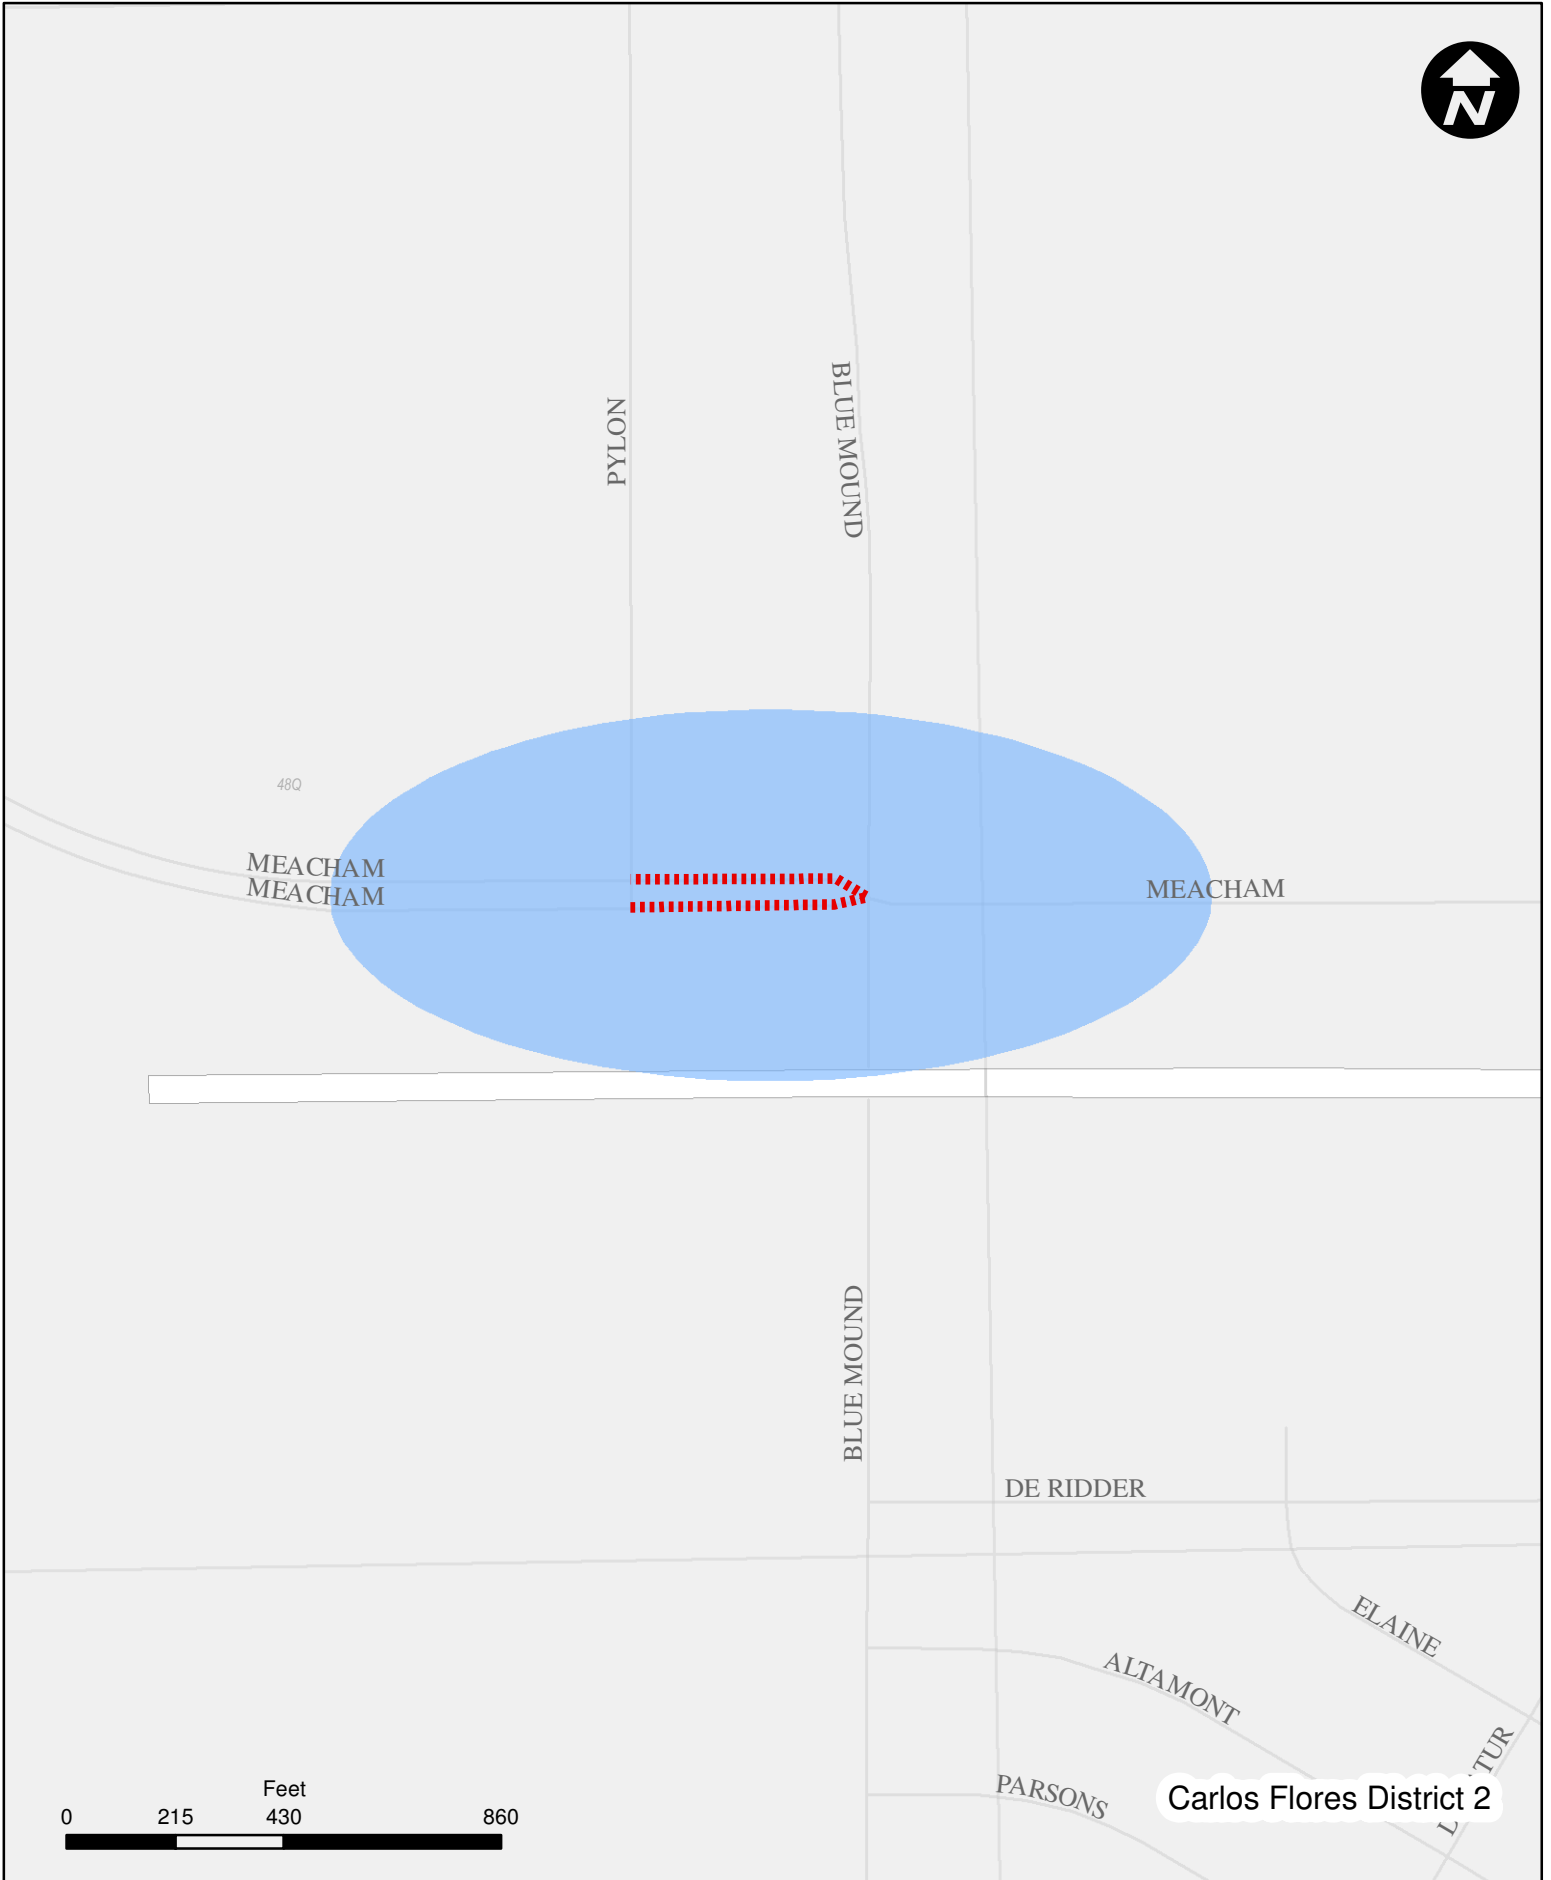 N
PYLON
BLUE MOUND
48Q
MEACHAM
MEACHAM
MEACHAM
BLUE MOUND
DE RIDDER
ELAINE
ALTAMONT
PARSONS
Carlos Flores District 2
Feet
0 215 430 860